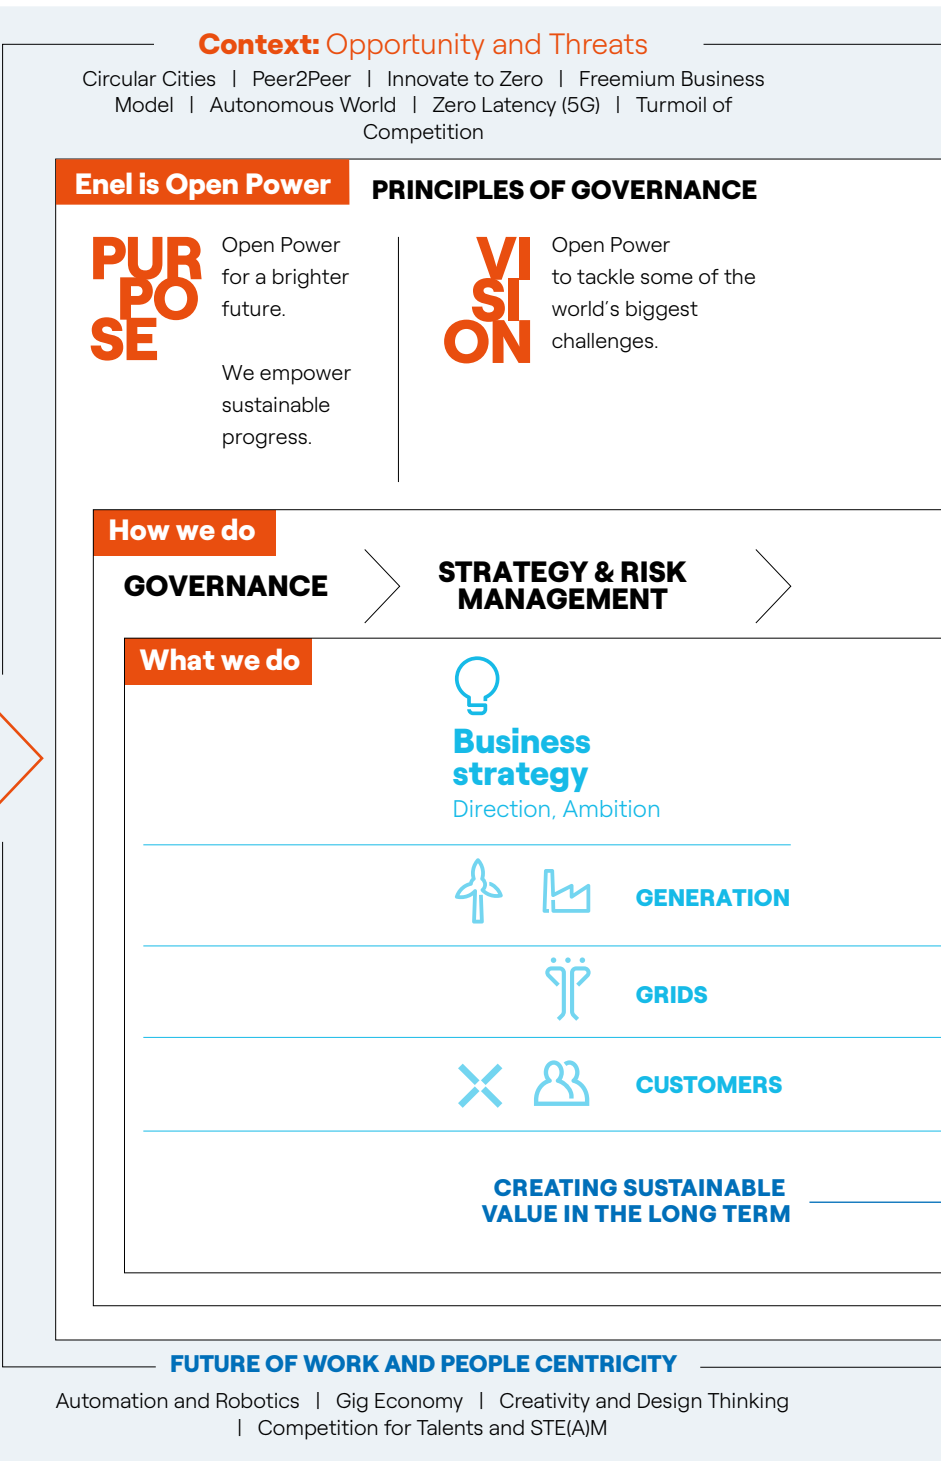 Context: Opportunity and Threats
Circular Cities | Peer2Peer | Innovate to Zero | Freemium Business
Model | Autonomous World | Zero Latency (5G) | Turmoil of
Competition
Enel is Open Power
PRINCIPLES OF GOVERNANCE
PUR
PO
SE
Open Power
for a brighter
future.
We empower
sustainable
progress.
VI
SI
ON
Open Power
to tackle some of the
world's biggest
challenges.
How we do
GOVERNANCE
STRATEGY & RISK
MANAGEMENT
What we do
Business
strategy
Direction, Ambition
GENERATION
GRIDS
CUSTOMERS
CREATING SUSTAINABLE
VALUE IN THE LONG TERM
FUTURE OF WORK AND PEOPLE CENTRICITY
Automation and Robotics | Gig Economy | Creativity and Design Thinking
| Competition for Talents and STE(A)M